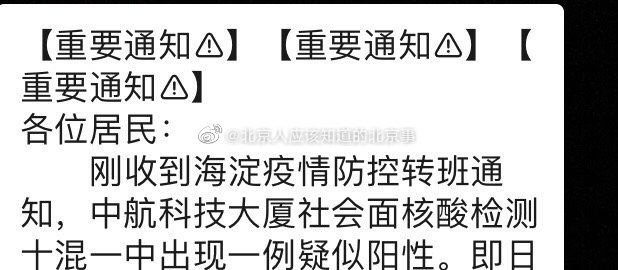 【重要通知⚠】【重要通知⚠】【
重要通知⚠】
各位居民：
@北京人应该知道的北京事
刚收到海淀疫情防控转班通
知，中航科技大厦社会面核酸检测
十混一中出现一例疑似阳性。即日